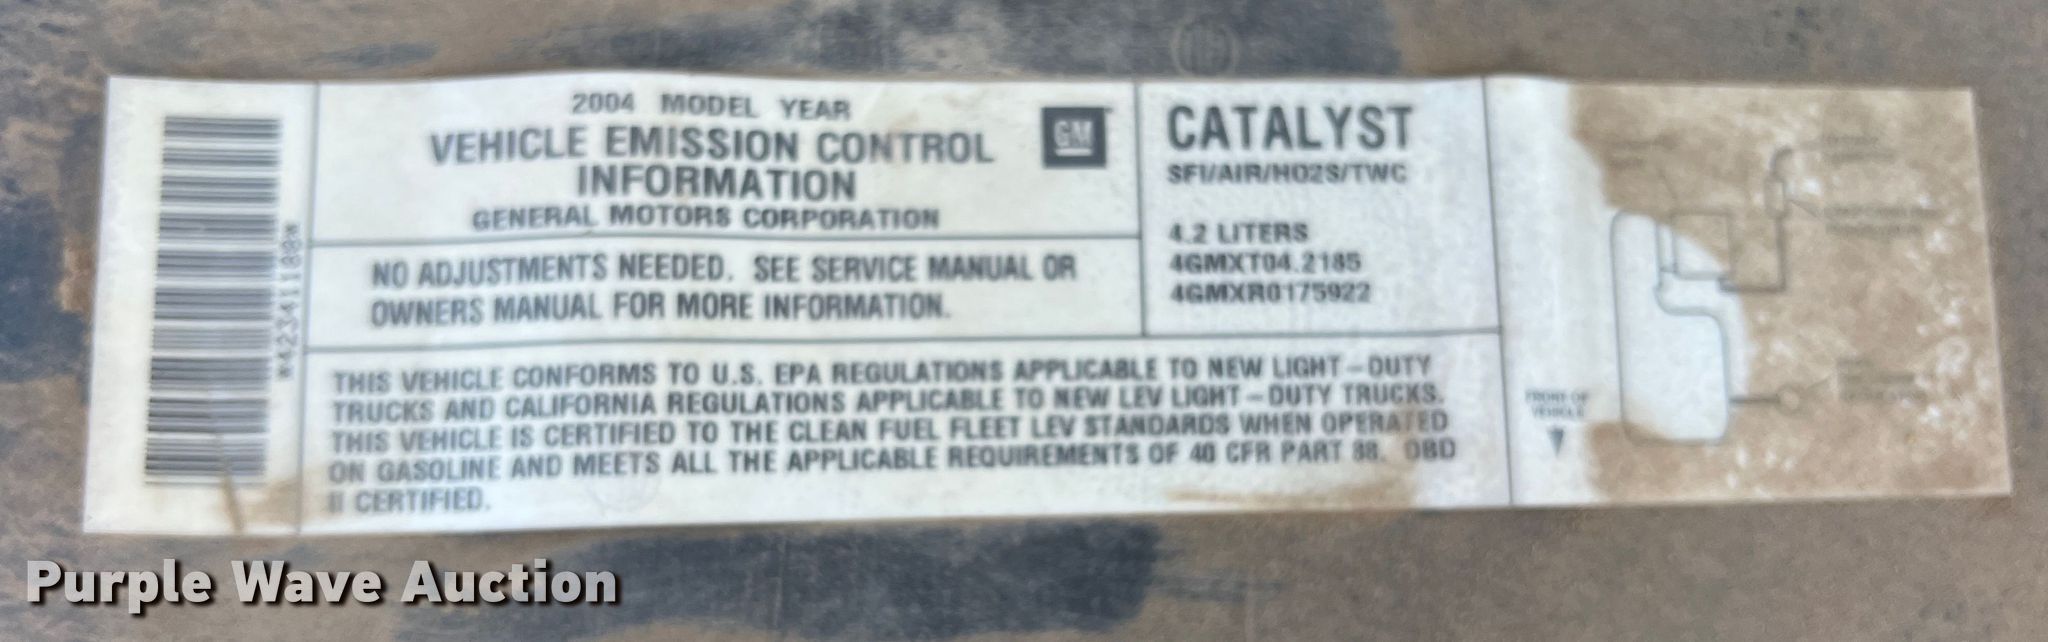 2004 MODEL YEAR
VEHICLE EMISSION CONTROL
INFORMATION
GENERAL MOTORS CORPORATION
GM
NO ADJUSTMENTS NEEDED. SEE SERVICE MANUAL OR
OWNERS MANUAL FOR MORE INFORMATION.
CATALYST
SFI/AIR/HO2S/TWC
4.2 LITERS
4GMXT04.2185
4GMXR0175922
THIS VEHICLE CONFORMS TO U.S. EPA REGULATIONS APPLICABLE TO NEW LIGHT-DUTY
TRUCKS AND CALIFORNIA REGULATIONS APPLICABLE TO NEW LEV LIGHT-DUTY TRUCKS.
THIS VEHICLE IS CERTIFIED TO THE CLEAN FUEL FLEET LEV STANDARDS WHEN OPERATED
ON GASOLINE AND MEETS ALL THE APPLICABLE REQUIREMENTS OF 40 CFR PART 88. OBD
II CERTIFIED.
FRONT OF
VEHICLE
Purple Wave Auction